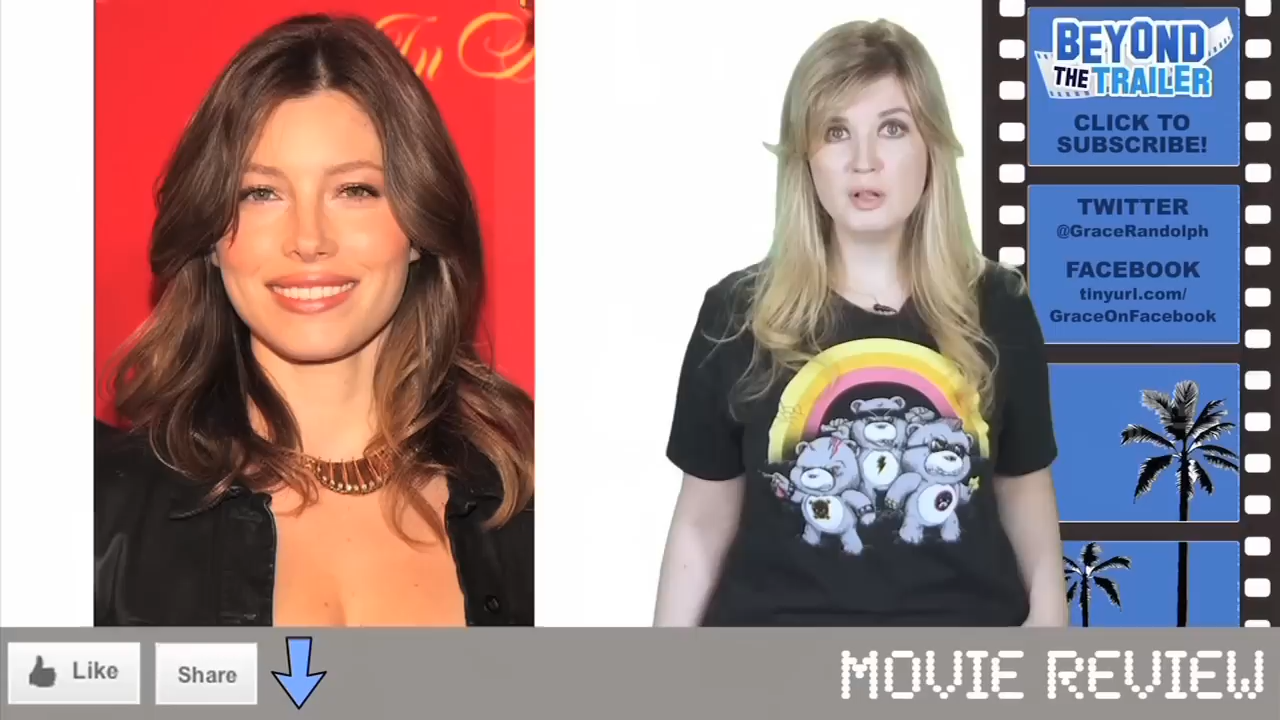 BEYOND
THE TRAILER
CLICK TO
SUBSCRIBE!
TWITTER
@GraceRandolph
FACEBOOK
tinyurl.com/
GraceOnFacebook
Like
Share
MOVIE REVIEW